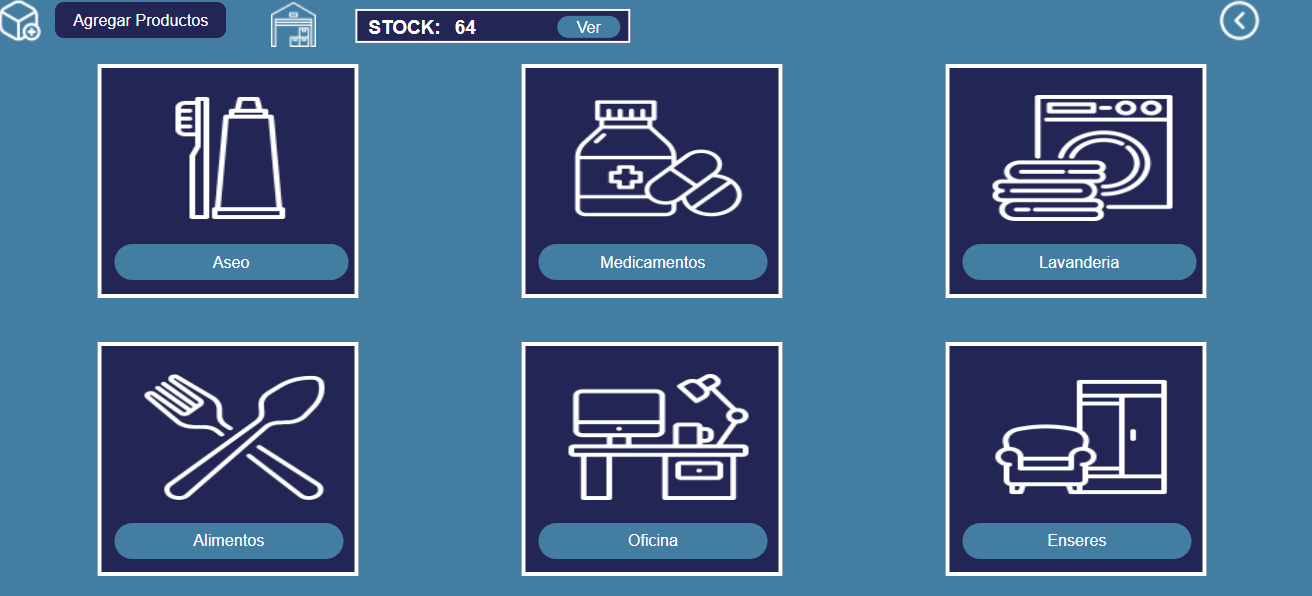 Agregar Productos
STOCK: 64 Ver
Aseo
Medicamentos
Lavanderia
Alimentos
Oficina
Enseres